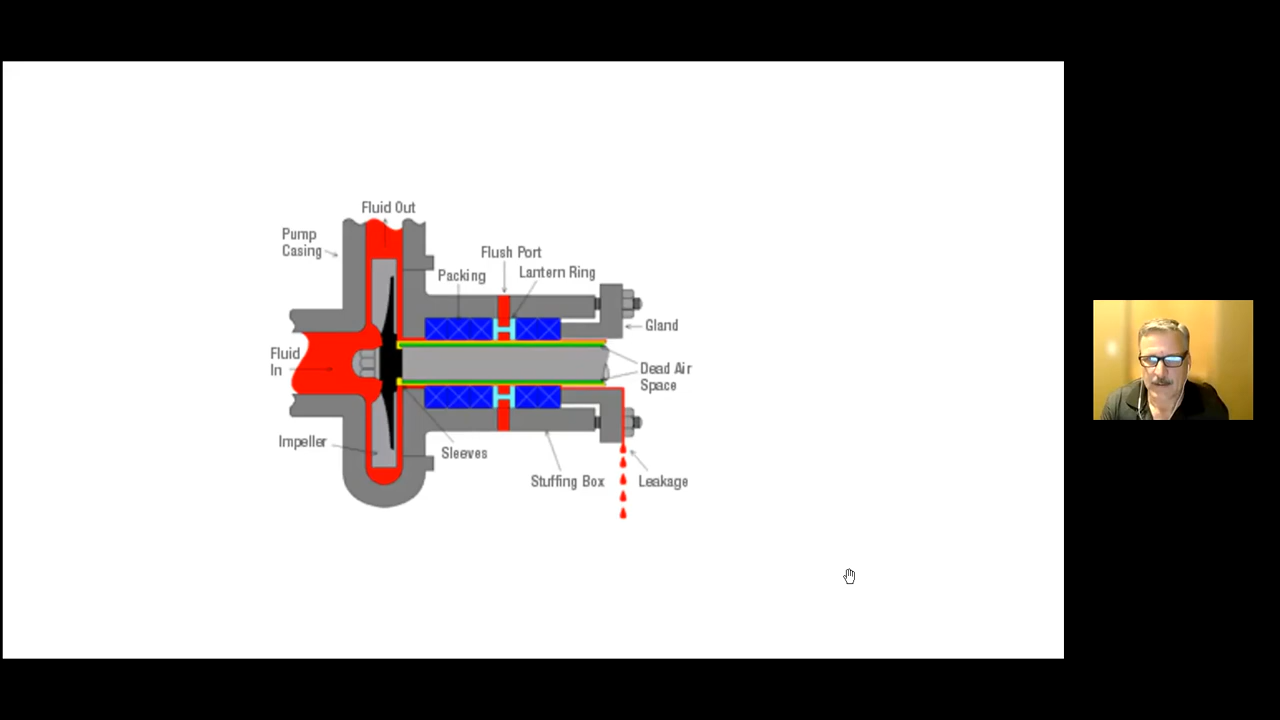 Fluid Out
Pump
Casing
Flush Port
Packing
Lantern Ring
Gland
Fluid
In
Dead Air
Space
Impeller
Sleeves
Stuffing Box
Leakage